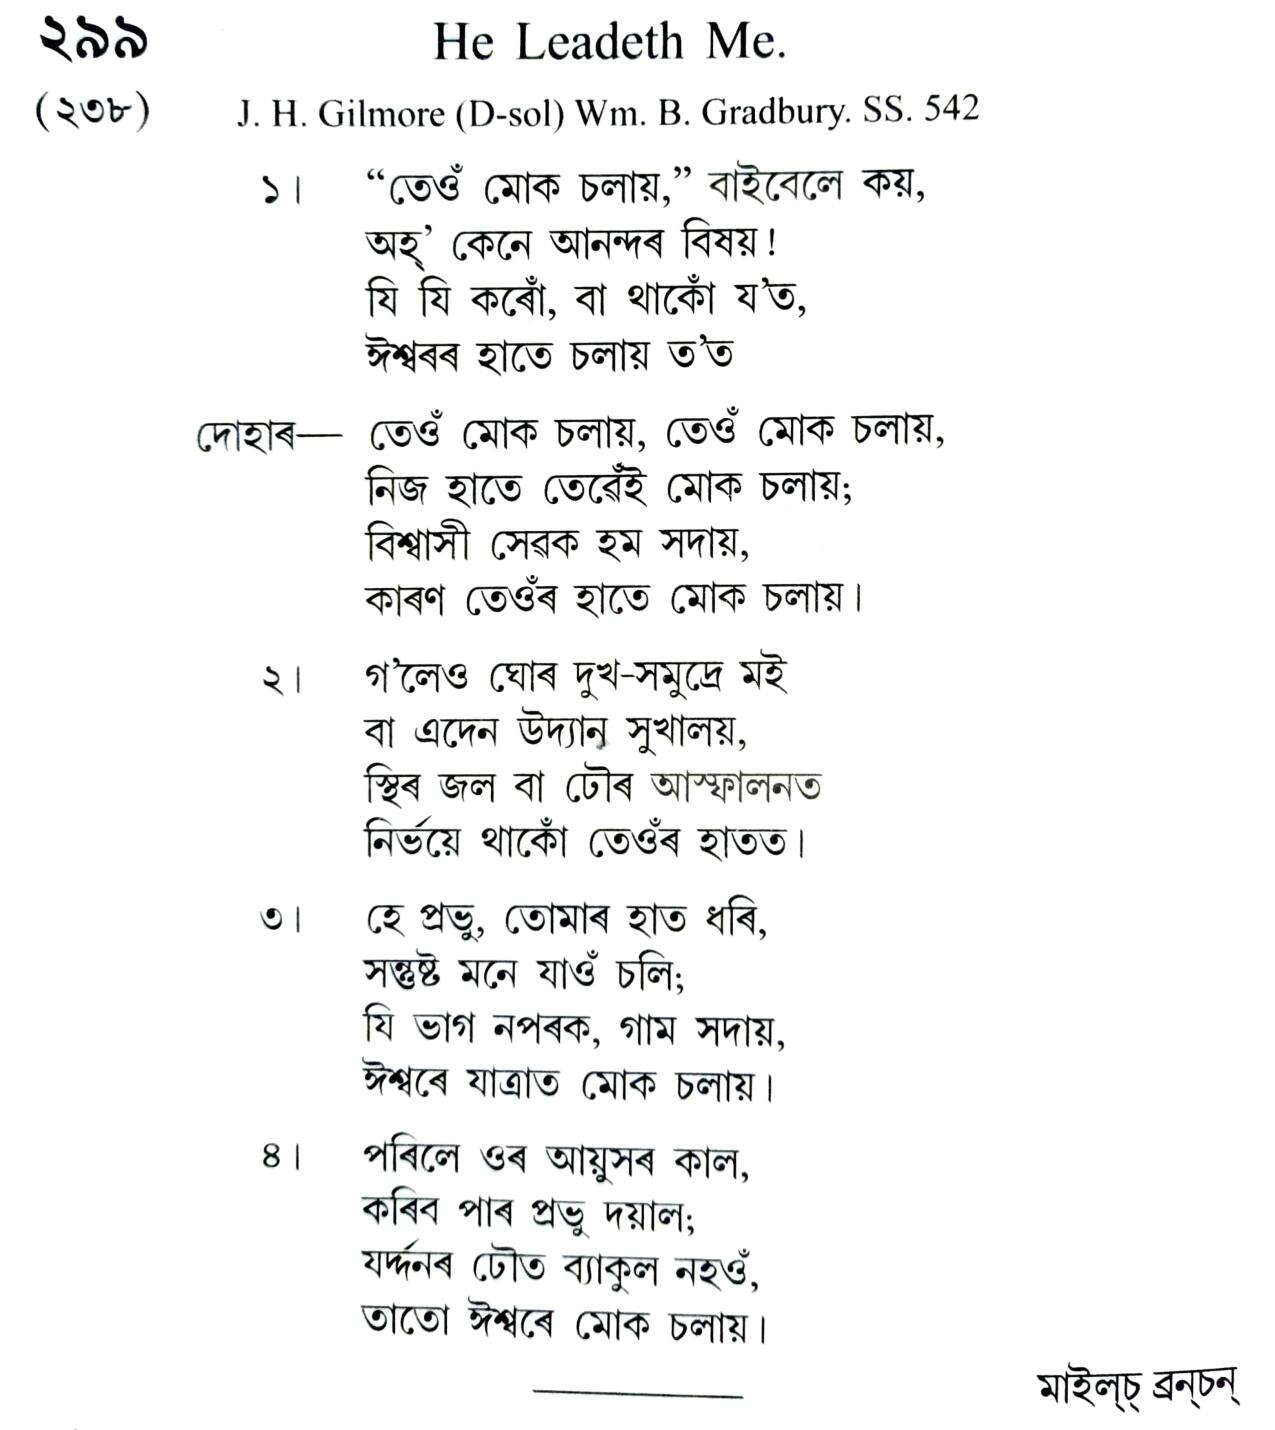 ২৯৯ He Leadeth Me.
(২৩৮) J. H. Gilmore (D-sol) Wm. B. Gradbury. SS. 542
১। “তেওঁ মোক চলায়,” বাইবেলে কয়,
অহ্’ কেনে আনন্দৰ বিষয়!
যি যি কৰোঁ, বা থাকোঁ য’ত,
ঈশ্বৰৰ হাতে চলায় ত’ত
দোহাৰ— তেওঁ মোক চলায়, তেওঁ মোক চলায়,
নিজ হাতে তেৱেঁই মোক চলায়;
বিশ্বাসী সেৱক হম সদায়,
কাৰণ তেওঁৰ হাতে মোক চলায়।
২। গ’লেও ঘোৰ দুখ-সমুদ্ৰে মই
বা এদেন উদ্যান সুখালয়,
স্থিৰ জল বা ঢৌৰ আস্ফালনত
নিৰ্ভয়ে থাকোঁ তেওঁৰ হাতত।
৩। হে প্ৰভু, তোমাৰ হাত ধৰি,
সন্তুষ্ট মনে যাওঁ চলি;
যি ভাগ নপৰক, গাম সদায়,
ঈশ্বৰে যাত্ৰাত মোক চলায়।
৪। পৰিলে ওৰ আয়ুসৰ কাল,
কৰিব পাৰ প্ৰভু দয়াল;
যৰ্দ্দনৰ ঢৌত ব্যাকুল নহওঁ,
তাতো ঈশ্বৰে মোক চলায়।
মাইল্চ্ ব্ৰন্চন্